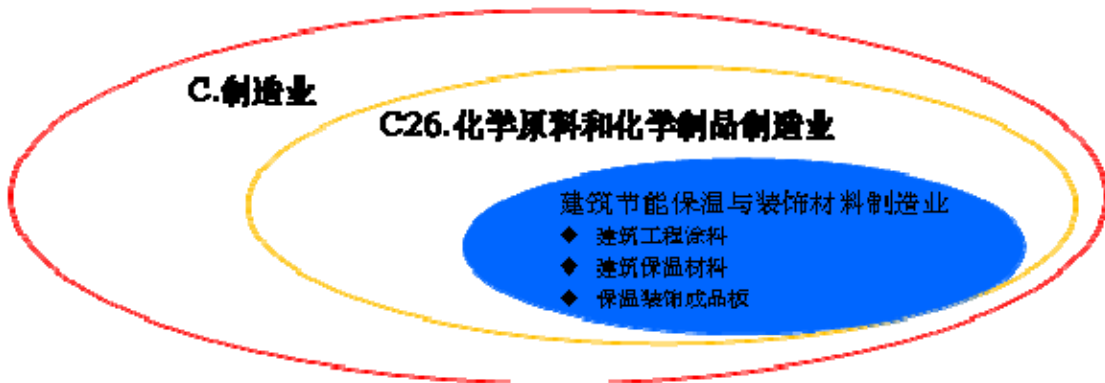 C.制造业
C26.化学原料和化学制品制造业
建筑节能保温与装饰材料制造业
◆ 建筑工程涂料
◆ 建筑保温材料
◆ 保温装饰成品板